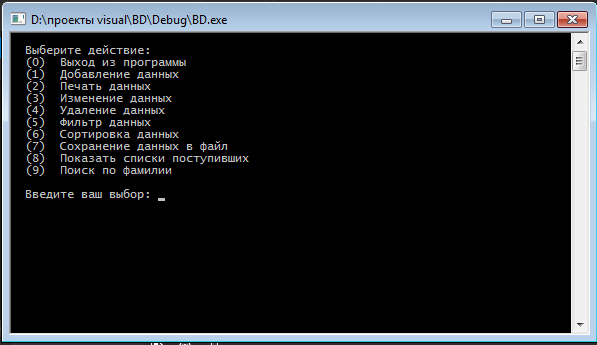 D:\проекты visual\BD\Debug\BD.exe
Выберите действие:
(0) Выход из программы
(1) Добавление данных
(2) Печать данных
(3) Изменение данных
(4) Удаление данных
(5) Фильтр данных
(6) Сортировка данных
(7) Сохранение данных в файл
(8) Показать списки поступивших
(9) Поиск по фамилии
Введите ваш выбор: _